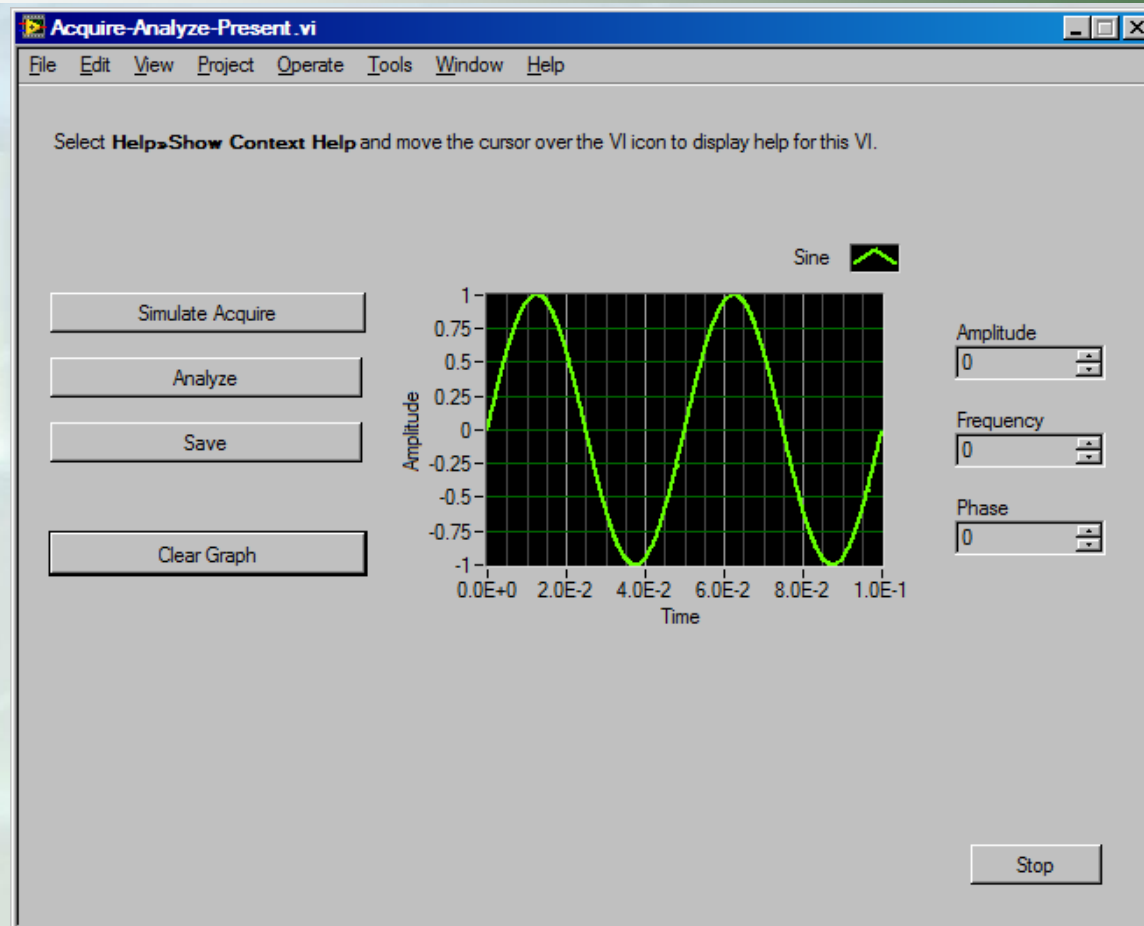 Acquire-Analyze-Present.vi
File Edit View Project Operate Tools Window Help
Select Help»Show Context Help and move the cursor over the VI icon to display help for this VI.
Sine
Simulate Acquire
Analyze
Save
Clear Graph
Amplitude
1
0.75
0.5
0.25
0
-0.25
-0.5
-0.75
-1
0.0E+0 2.0E-2 4.0E-2 6.0E-2 8.0E-2 1.0E-1
Time
Amplitude
0
Frequency
0
Phase
0
Stop